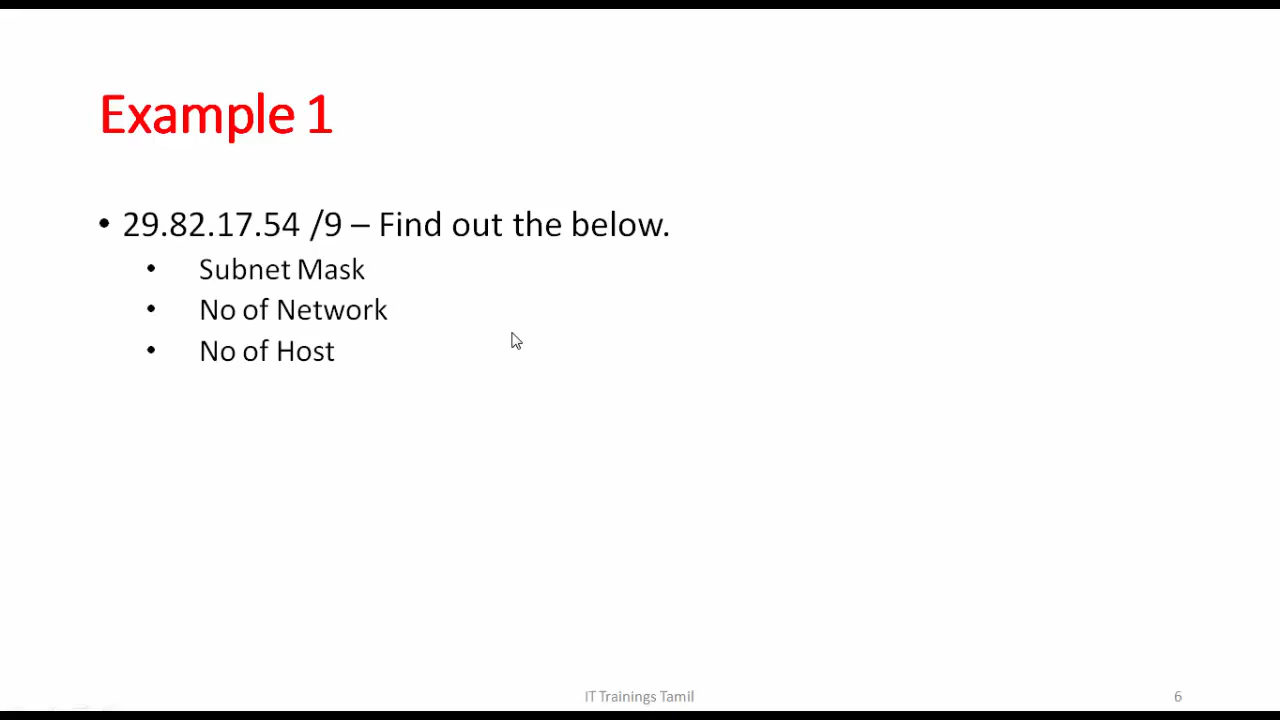 Example 1
• 29.82.17.54 /9 – Find out the below.
• Subnet Mask
• No of Network
• No of Host
IT Trainings Tamil
6